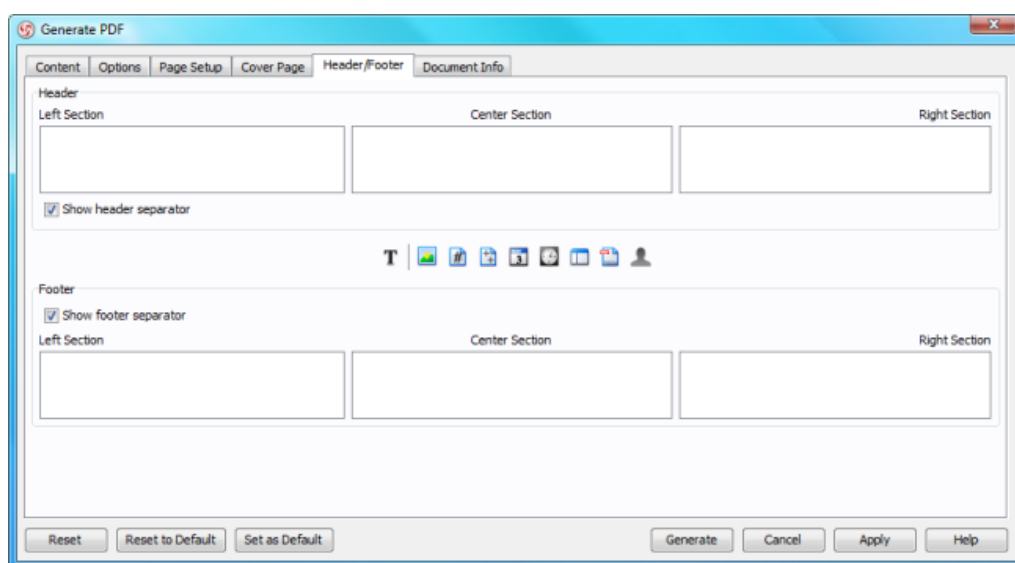 Generate PDF
Content Options Page Setup Cover Page Header/Footer Document Info
Header
Left Section Center Section Right Section
Show header separator
T # 3
Footer
Show footer separator
Left Section Center Section Right Section
Reset Reset to Default Set as Default Generate Cancel Apply Help